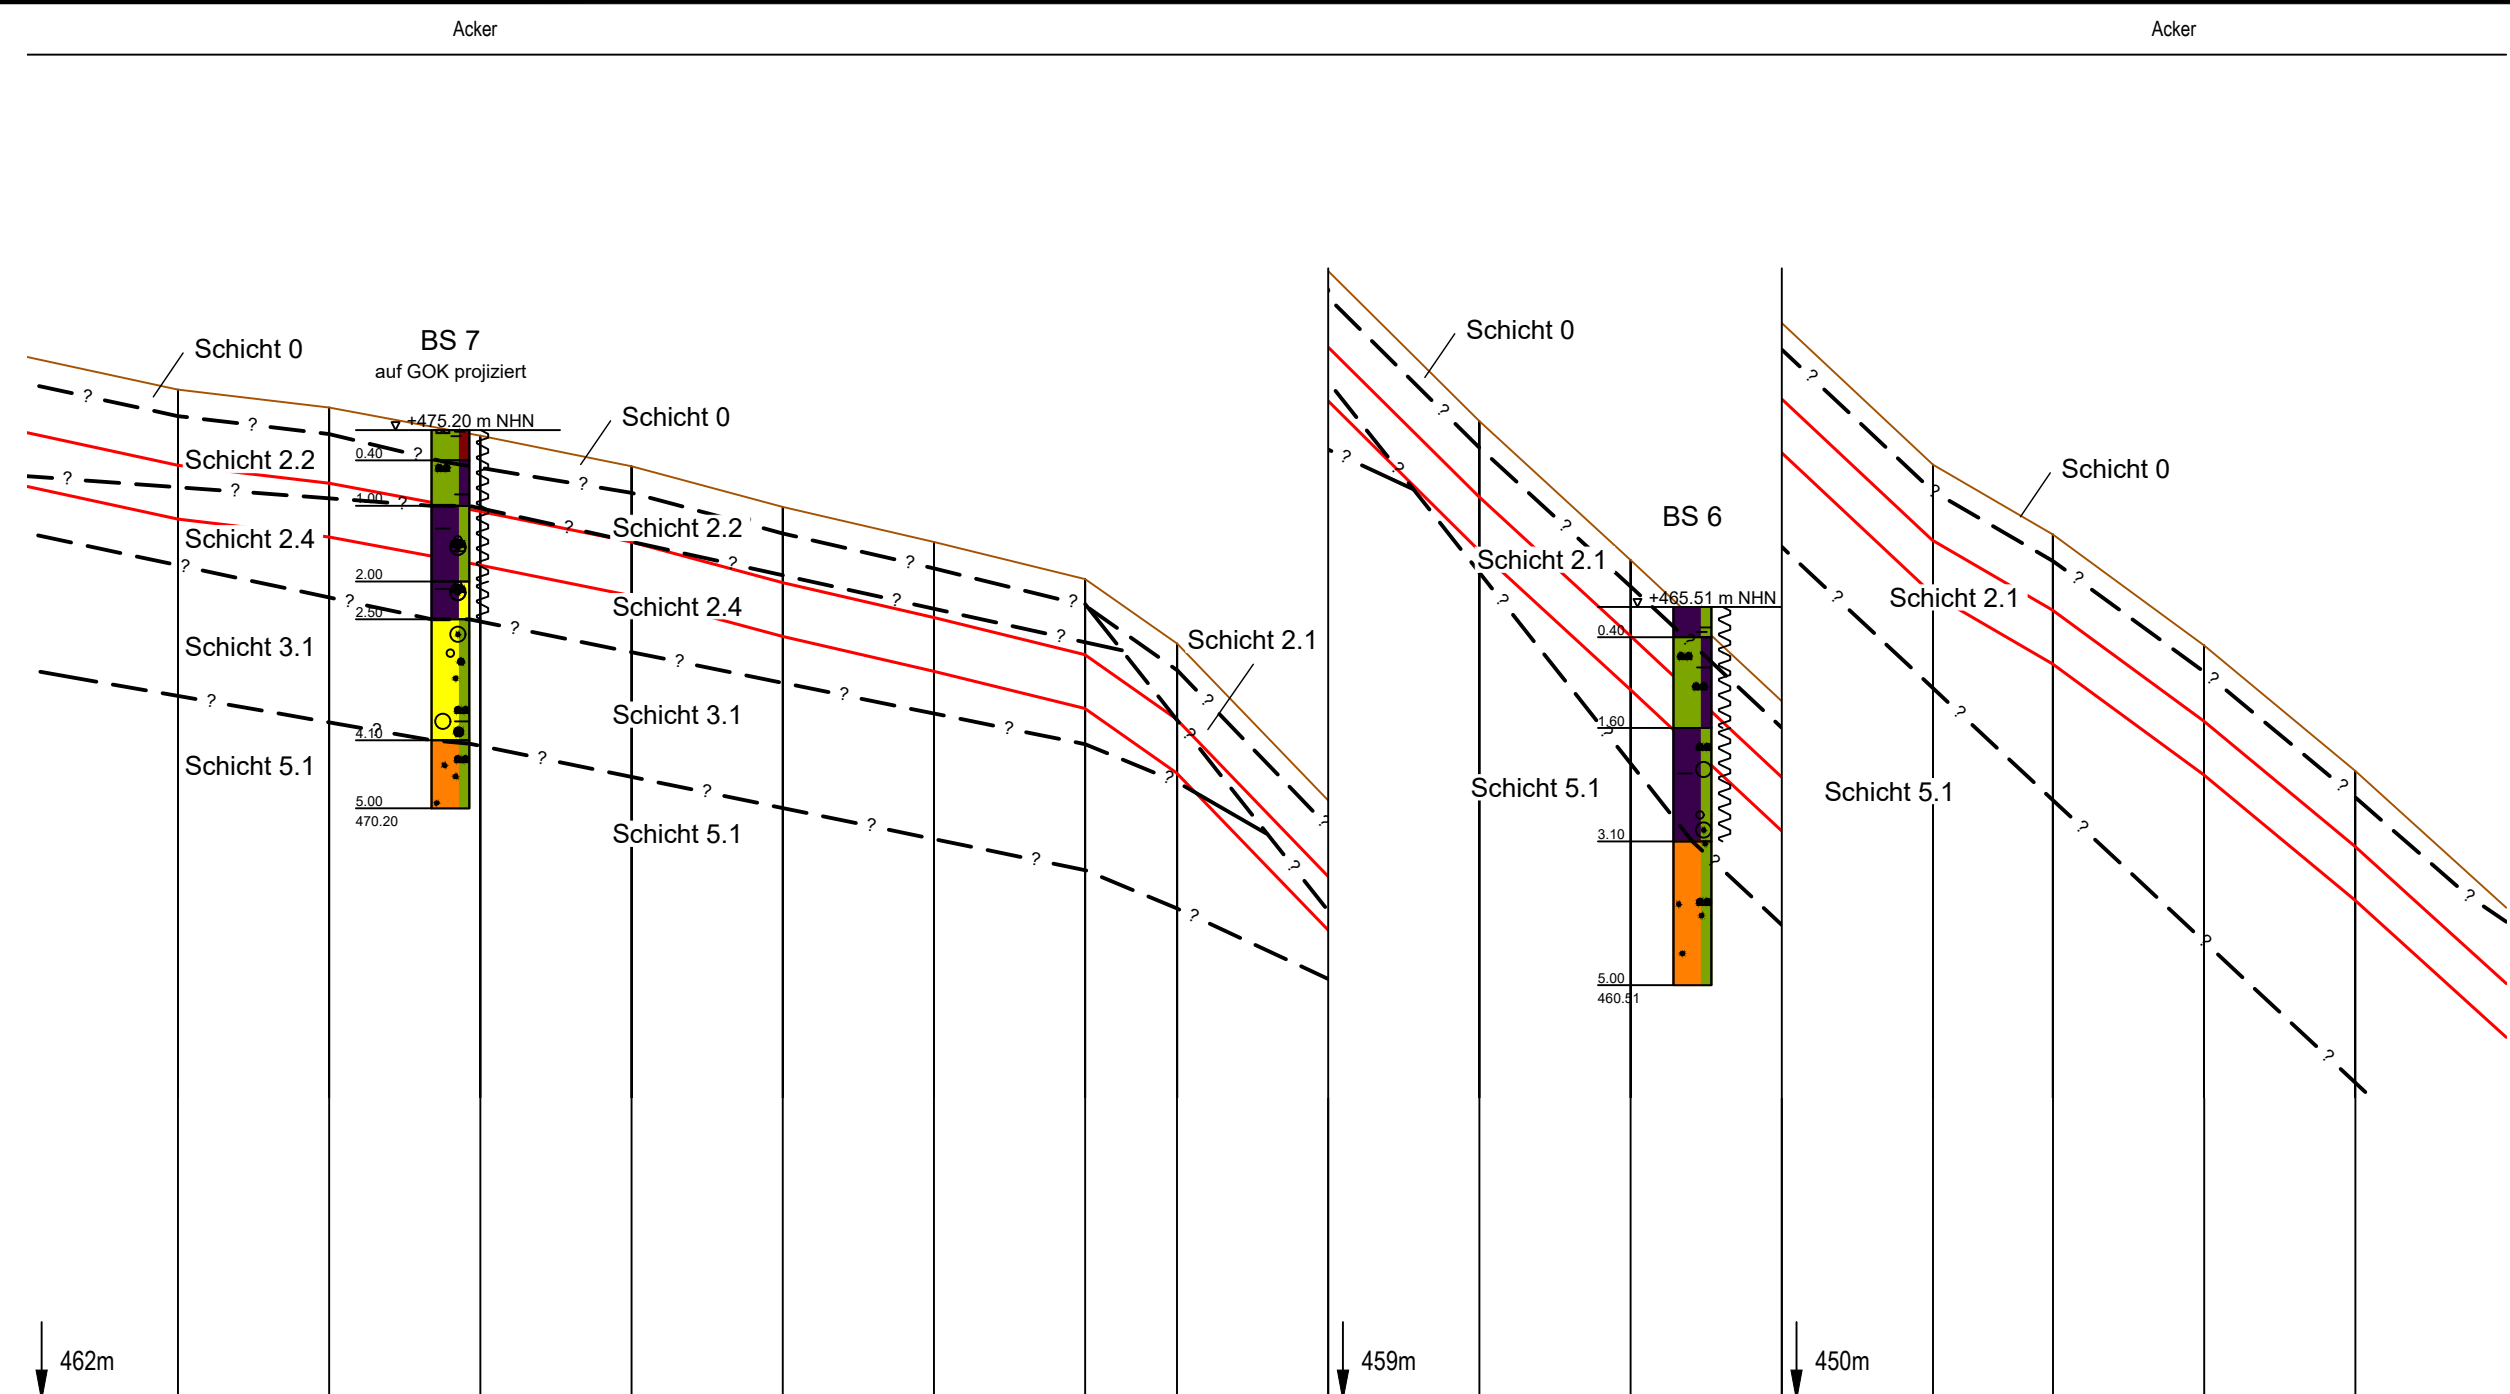 Acker
Acker
Schicht 0
BS 7
auf GOK projiziert
+475.20 m NHN
0.40
1.00
2.00
2.50
4.10
5.00
470.20
Schicht 2.2
Schicht 2.4
Schicht 3.1
Schicht 5.1
Schicht 0
Schicht 2.2
Schicht 2.4
Schicht 3.1
Schicht 5.1
Schicht 2.1
Schicht 0
Schicht 2.1
BS 6
+465.51 m NHN
0.40
1.60
3.10
5.00
460.51
Schicht 5.1
Schicht 0
Schicht 2.1
Schicht 5.1
462m
459m
450m